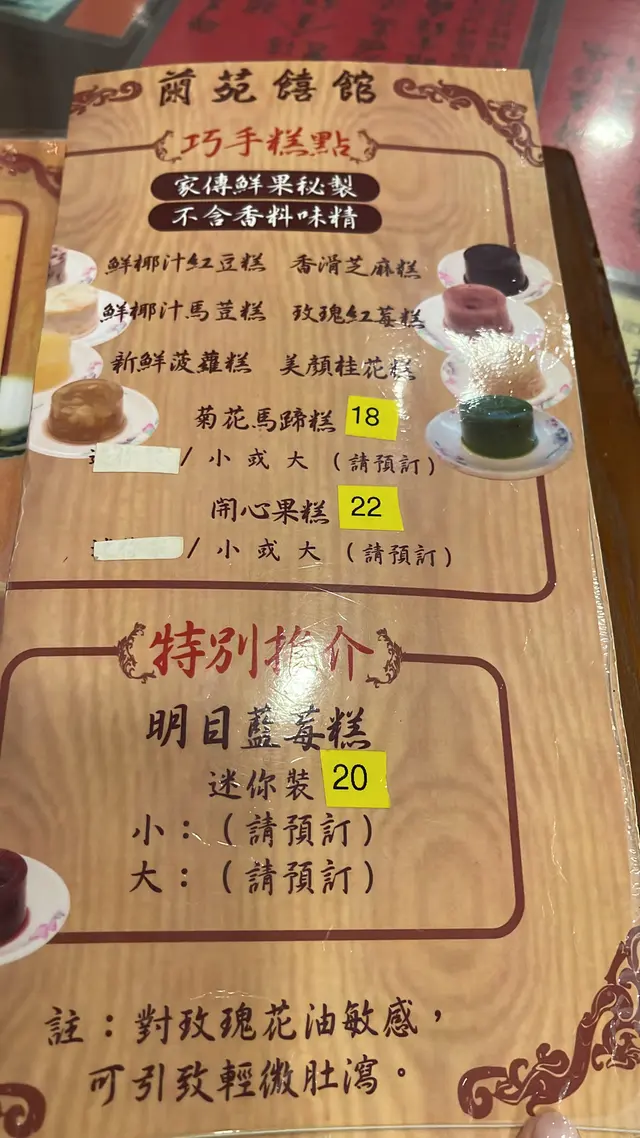 蘭苑饎館
巧手糕點
家傳鮮果秘製
不含香料味精
鮮椰汁紅豆糕 香滑芝麻糕
鮮椰汁馬荳糕 玫瑰紅莓糕
新鮮菠蘿糕 美顏桂花糕
菊花馬蹄糕 18
/ 小 或 大 (請預訂)
開心果糕 22
/ 小 或 大 (請預訂)
特別推介
明目藍莓糕
迷你裝 20
小：(請預訂)
大：(請預訂)
註：對玫瑰花油敏感，
可引致輕微肚瀉。